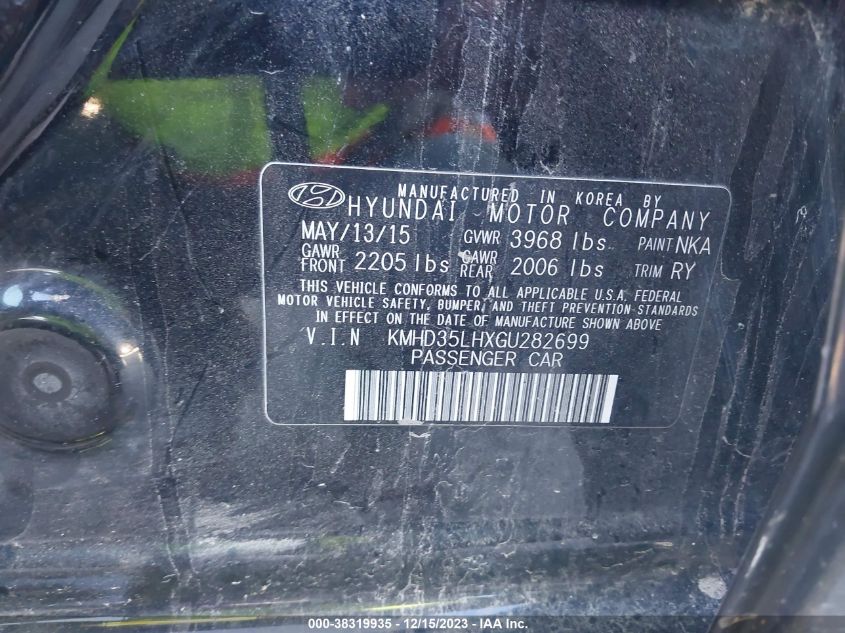 MANUFACTURED IN KOREA BY
HYUNDAI MOTOR COMPANY
MAY/13/15 GVWR 3968 lbs PAINT NKA
GAWR FRONT 2205 lbs GAWR REAR 2006 lbs TRIM RY
THIS VEHICLE CONFORMS TO ALL APPLICABLE U.S.A. FEDERAL
MOTOR VEHICLE SAFETY, BUMPER, AND THEFT PREVENTION STANDARDS
IN EFFECT ON THE DATE OF MANUFACTURE SHOWN ABOVE
V.I.N KMHD35LHXGU282699
PASSENGER CAR
000-38319935 - 12/15/2023 - IAA Inc.